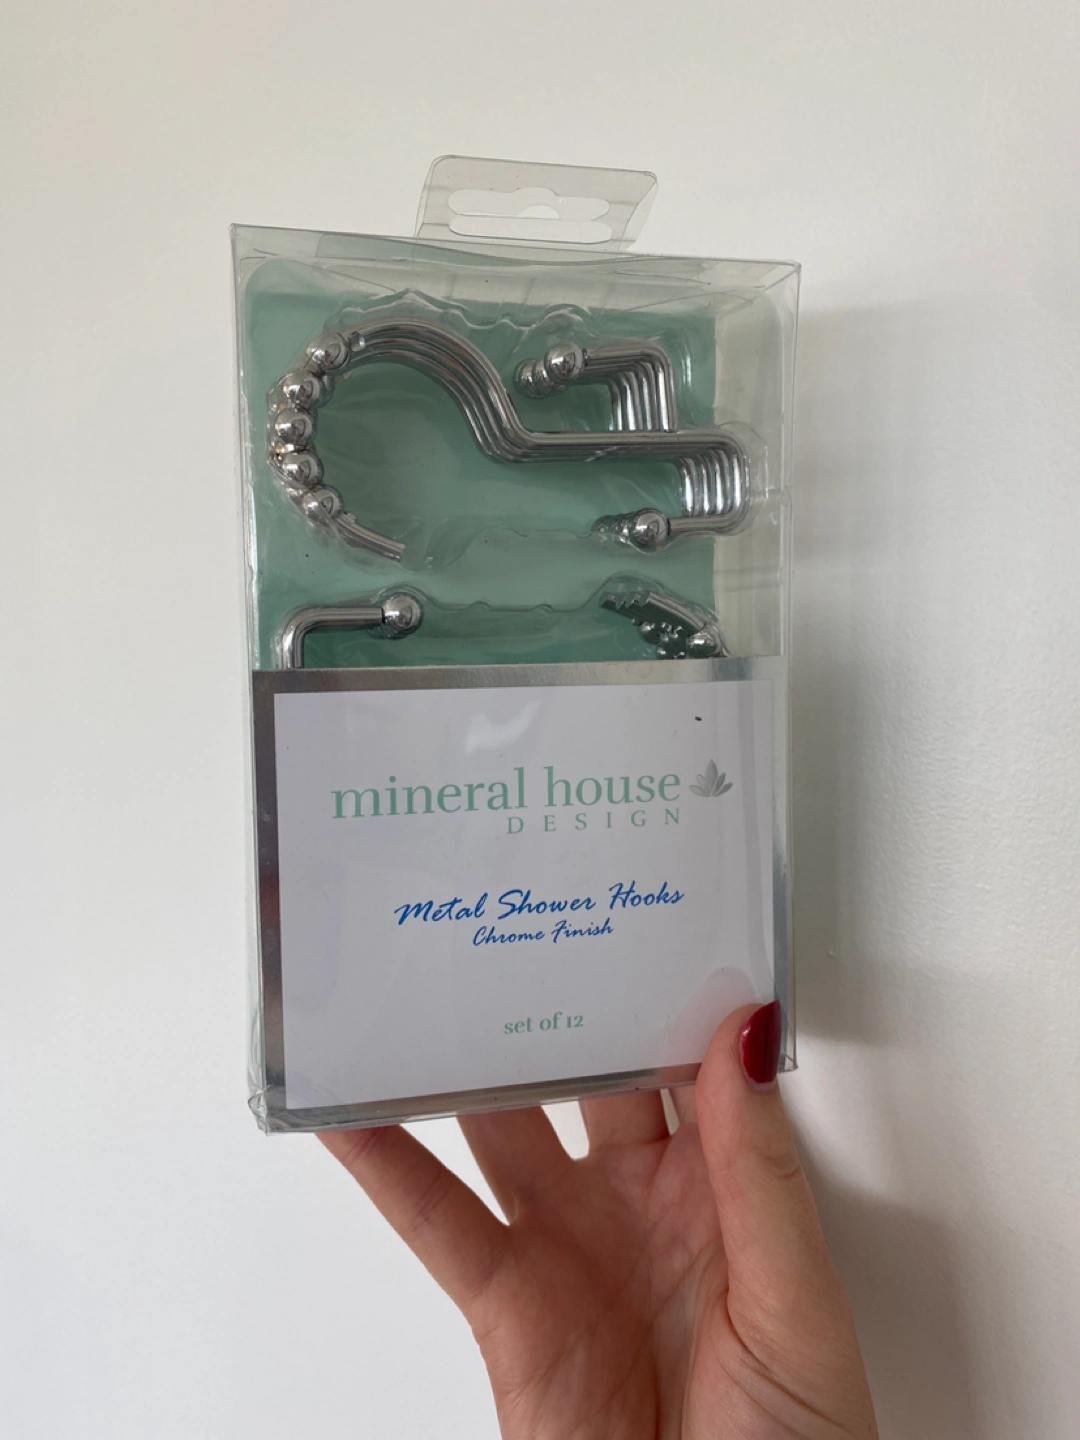 mineral house
DESIGN
Metal Shower Hooks
Chrome Finish
set of 12